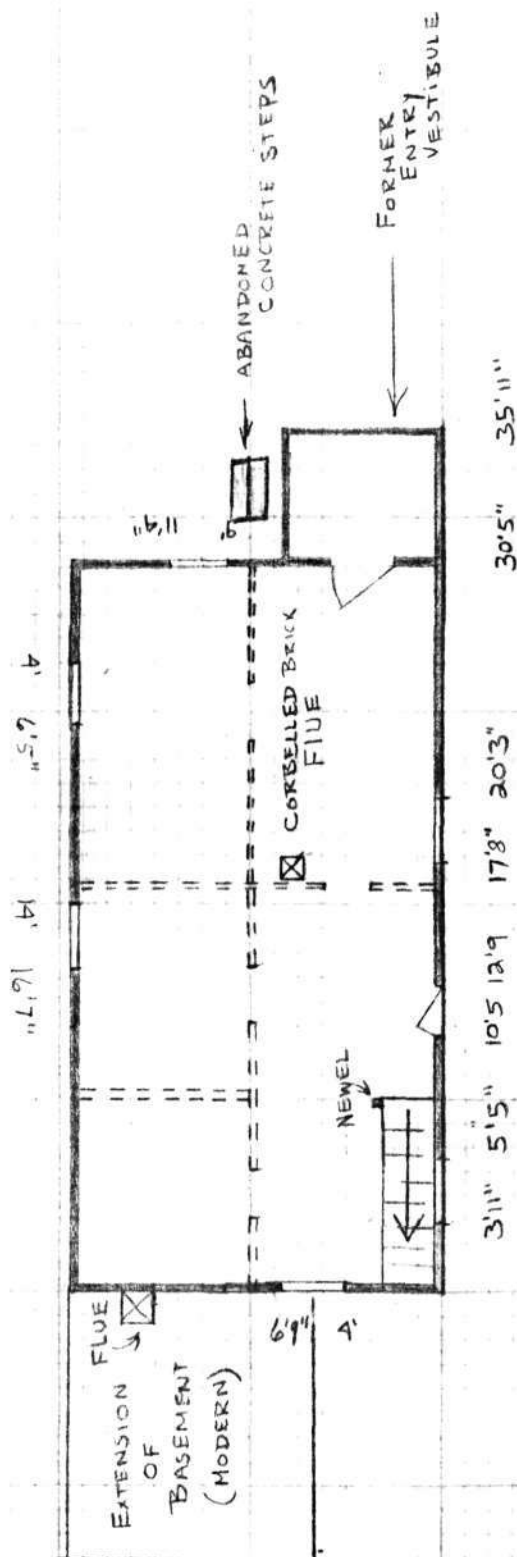 FLUE
EXTENSION
OF
BASEMENT
(MODERN)
6'9" 4'
16'7" 14' 6'5" 4'
NEWEL
CORBELLED BRICK
FLUE
11'9" 9'
ABANDONED
CONCRETE STEPS
FORMER
ENTRY
VESTIBULE
3'11" 5'5" 10'5 12'9 17'8" 20'3" 30'5" 35'11"